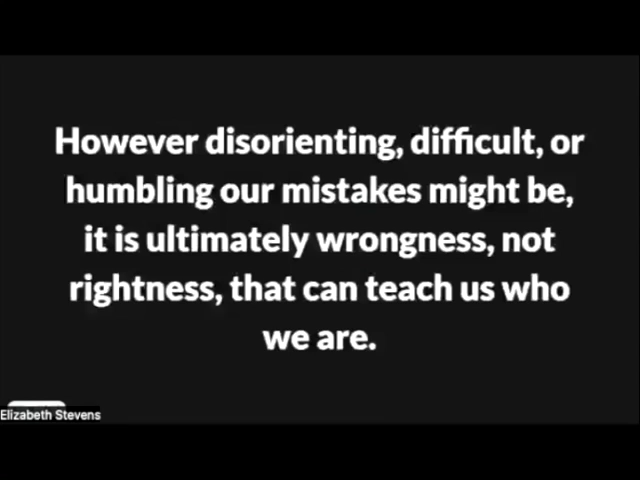 However disorienting, difficult, or
humbling our mistakes might be,
it is ultimately wrongness, not
rightness, that can teach us who
we are.
Elizabeth Stevens